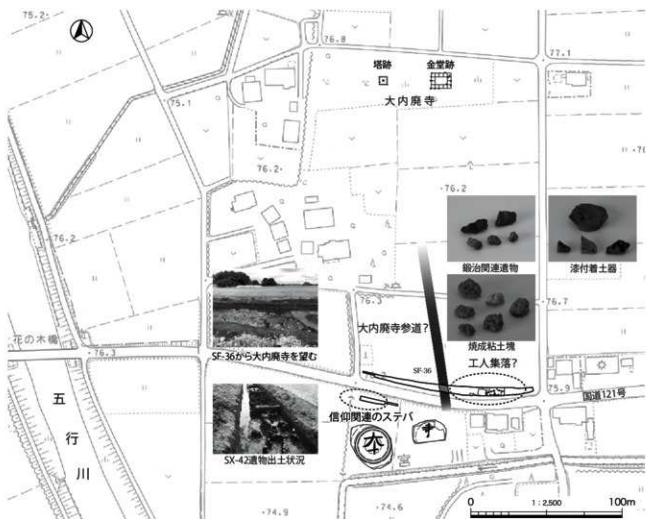 75.2
76.8
77.1
塔跡
金堂跡
大内廃寺
75.1
76.2
76.2
76.2
鍛治関連遺物
漆付着土器
76.3
大内廃寺参道?
76.7
焼成粘土塊
花の木橋
76.3
SF-36から大内廃寺を望む
SF-36
工人集落?
75.9
国道121号
信仰関連のステバ
五行川
SX-42遺物出土状況
大
中
宮
川
74.9
74.6
0
1:2,500
100m